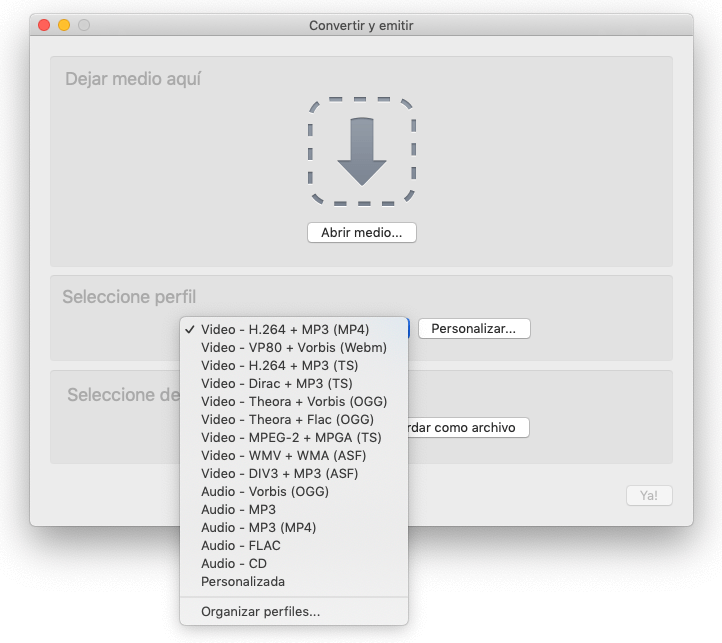 Convertir y emitir
Dejar medio aquí
Abrir medio...
Seleccione perfil
Personalizar...
✓ Video - H.264 + MP3 (MP4)
Video - VP80 + Vorbis (Webm)
Video - H.264 + MP3 (TS)
Video - Dirac + MP3 (TS)
Video - Theora + Vorbis (OGG)
Video - Theora + Flac (OGG)
Video - MPEG-2 + MPGA (TS)
Video - WMV + WMA (ASF)
Video - DIV3 + MP3 (ASF)
Audio - Vorbis (OGG)
Audio - MP3
Audio - MP3 (MP4)
Audio - FLAC
Audio - CD
Personalizada
Organizar perfiles...
Seleccione de
rdar como archivo
Ya!